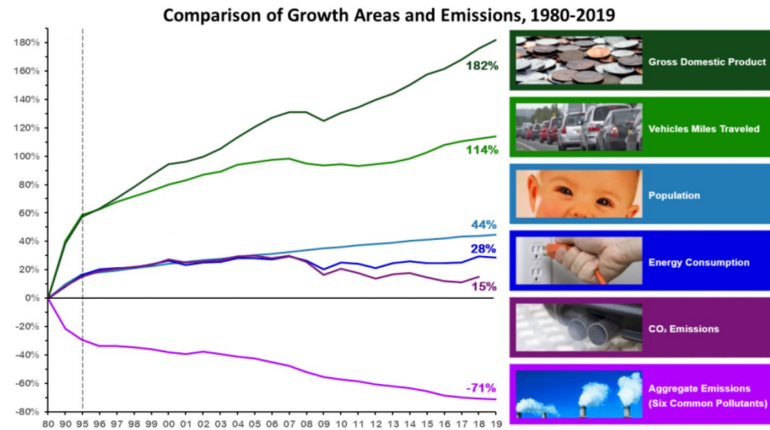 Comparison of Growth Areas and Emissions, 1980-2019
180%
160%
140%
120%
100%
80%
60%
40%
20%
0%
-20%
-40%
-60%
-80%
182%
114%
44%
28%
15%
-71%
80 90 95 96 97 98 99 00 01 02 03 04 05 06 07 08 09 10 11 12 13 14 15 16 17 18 19
Gross Domestic Product
Vehicles Miles Traveled
Population
Energy Consumption
CO₂ Emissions
Aggregate Emissions
(Six Common Pollutants)